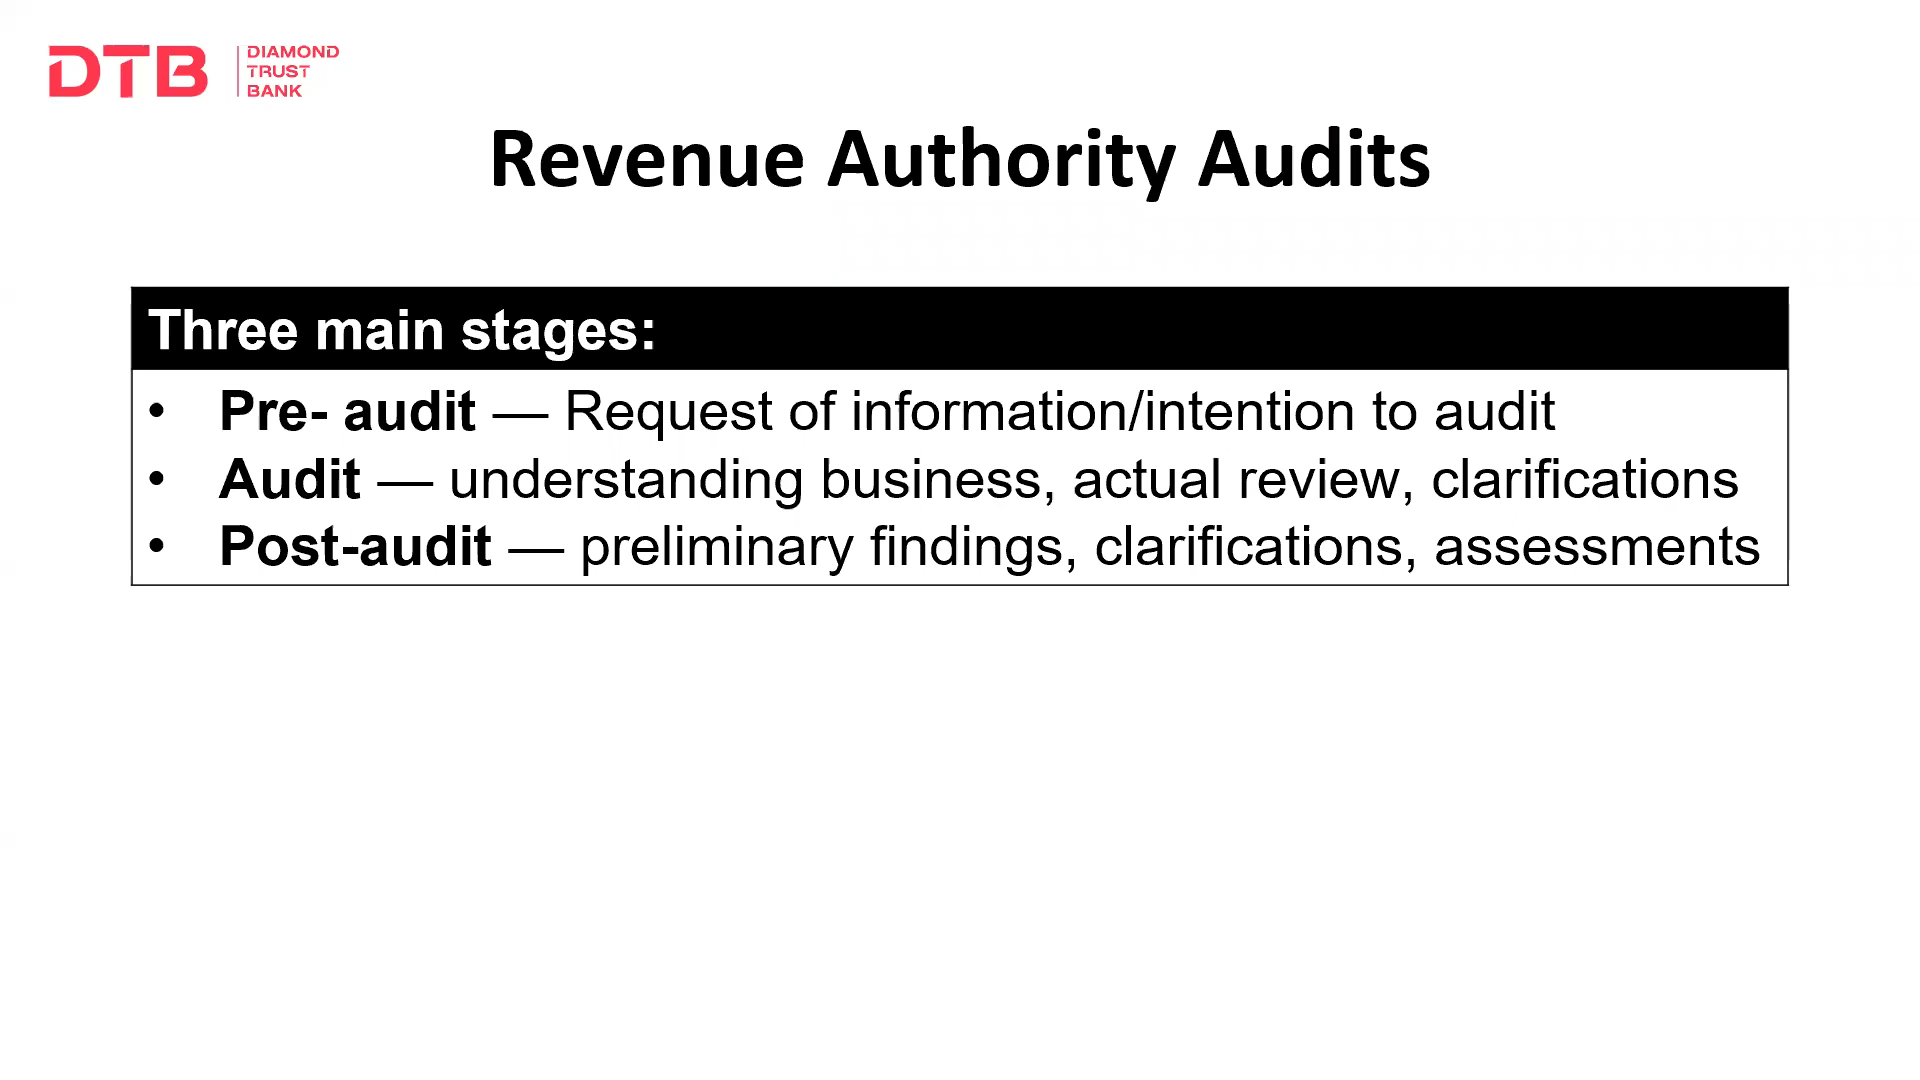 DTB
DIAMOND
TRUST
BANK
Revenue Authority Audits
Three main stages:
• Pre- audit — Request of information/intention to audit
• Audit — understanding business, actual review, clarifications
• Post-audit — preliminary findings, clarifications, assessments